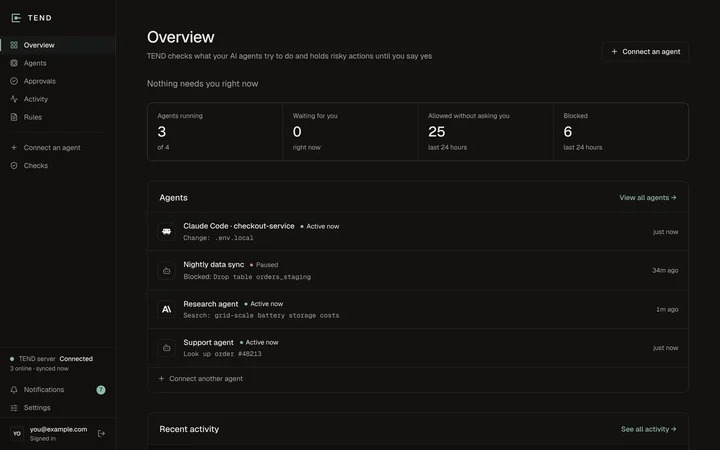 TEND
Overview
Agents
Approvals
Activity
Rules
Connect an agent
Checks
TEND server Connected
3 online · synced now
Notifications 7
Settings
YO you@example.com
Signed in
Overview
TEND checks what your AI agents try to do and holds risky actions until you say yes
Connect an agent
Nothing needs you right now
Agents running
3
of 4
Waiting for you
0
right now
Allowed without asking you
25
last 24 hours
Blocked
6
last 24 hours
Agents
View all agents →
Claude Code · checkout-service Active now
Change: .env.local
just now
Nightly data sync Paused
Blocked: Drop table orders_staging
34m ago
Research agent Active now
Search: grid-scale battery storage costs
1m ago
Support agent Active now
Look up order #48213
just now
Connect another agent
Recent activity
See all activity →